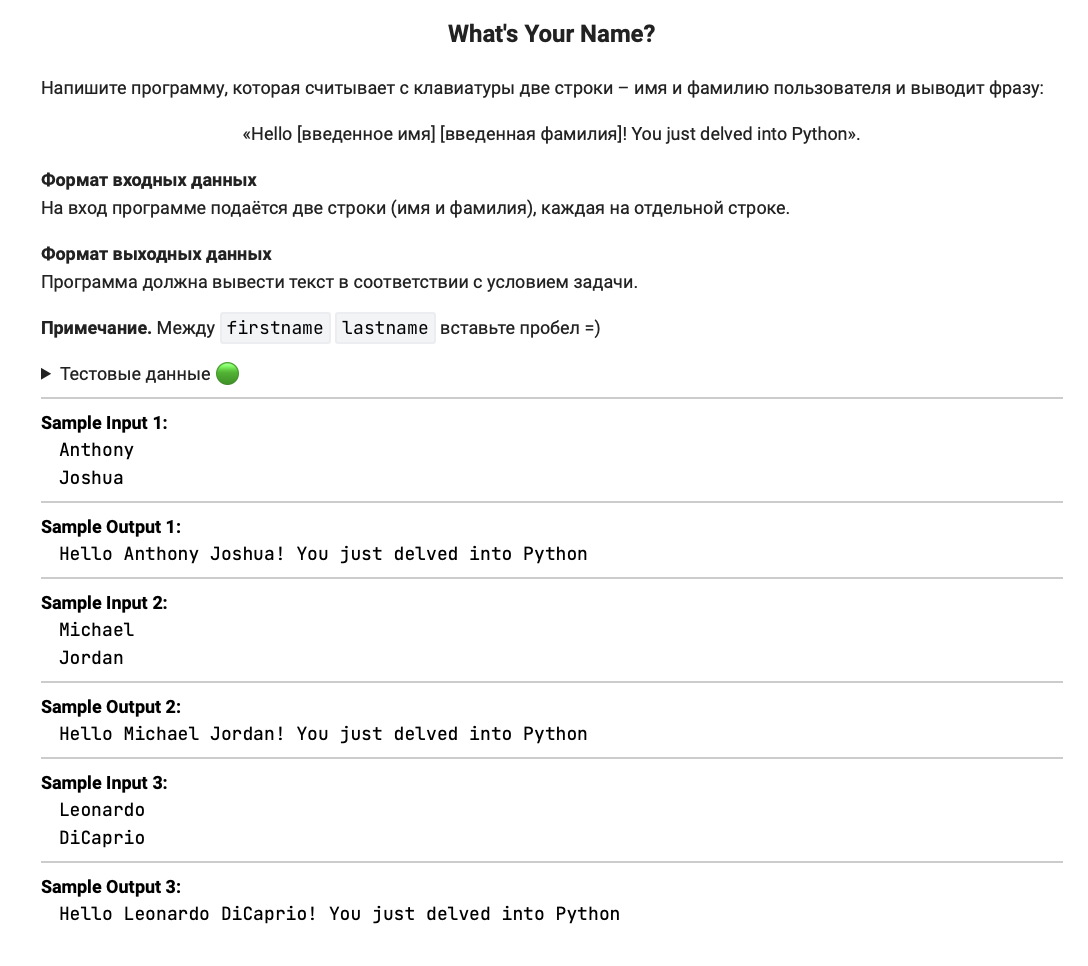 What's Your Name?
Напишите программу, которая считывает с клавиатуры две строки – имя и фамилию пользователя и выводит фразу:
«Hello [введенное имя] [введенная фамилия]! You just delved into Python».
Формат входных данных
На вход программе подаётся две строки (имя и фамилия), каждая на отдельной строке.
Формат выходных данных
Программа должна вывести текст в соответствии с условием задачи.
Примечание. Между firstname lastname вставьте пробел =)
Тестовые данные
Sample Input 1:
Anthony
Joshua
Sample Output 1:
Hello Anthony Joshua! You just delved into Python
Sample Input 2:
Michael
Jordan
Sample Output 2:
Hello Michael Jordan! You just delved into Python
Sample Input 3:
Leonardo
DiCaprio
Sample Output 3:
Hello Leonardo DiCaprio! You just delved into Python